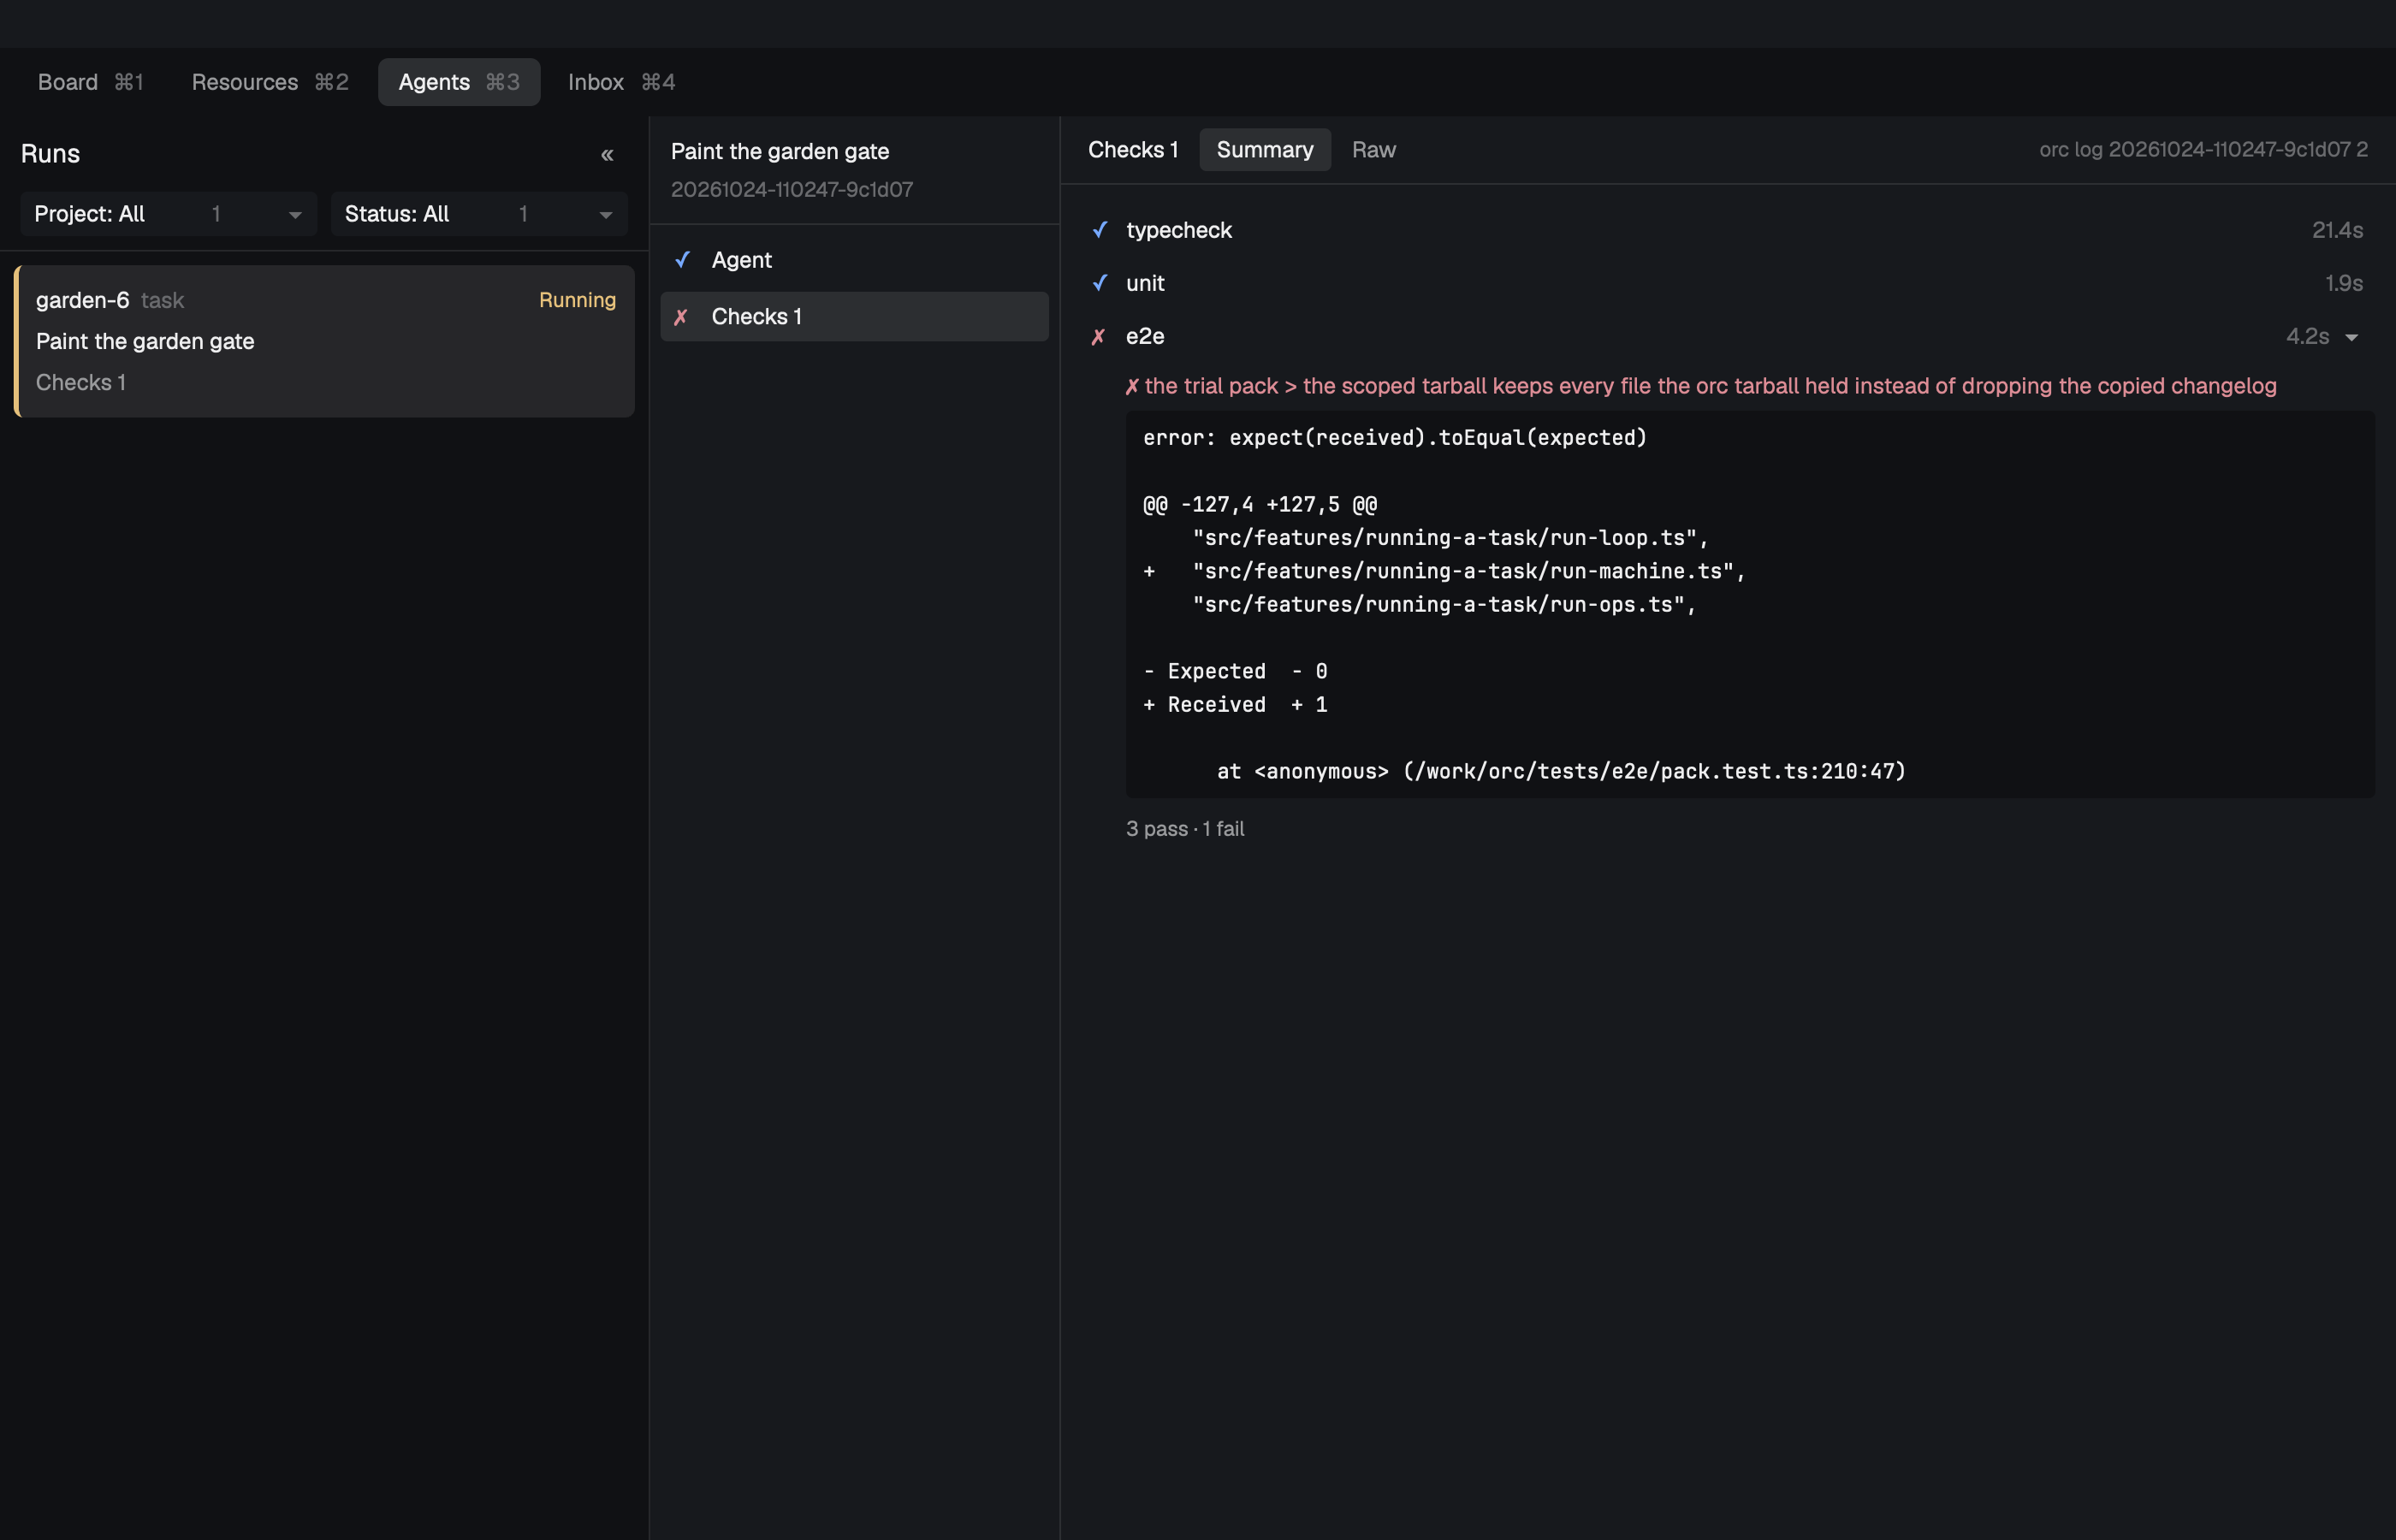 Board ⌘1 Resources ⌘2 Agents ⌘3 Inbox ⌘4
Runs «
Project: All 1 Status: All 1
garden-6 task Running
Paint the garden gate
Checks 1
Paint the garden gate
20261024-110247-9c1d07
✓ Agent
✗ Checks 1
Checks 1 Summary Raw orc log 20261024-110247-9c1d07 2
✓ typecheck 21.4s
✓ unit 1.9s
✗ e2e 4.2s
✗ the trial pack > the scoped tarball keeps every file the orc tarball held instead of dropping the copied changelog
error: expect(received).toEqual(expected)
@@ -127,4 +127,5 @@
"src/features/running-a-task/run-loop.ts",
+ "src/features/running-a-task/run-machine.ts",
"src/features/running-a-task/run-ops.ts",
- Expected - 0
+ Received + 1
at <anonymous> (/work/orc/tests/e2e/pack.test.ts:210:47)
3 pass · 1 fail